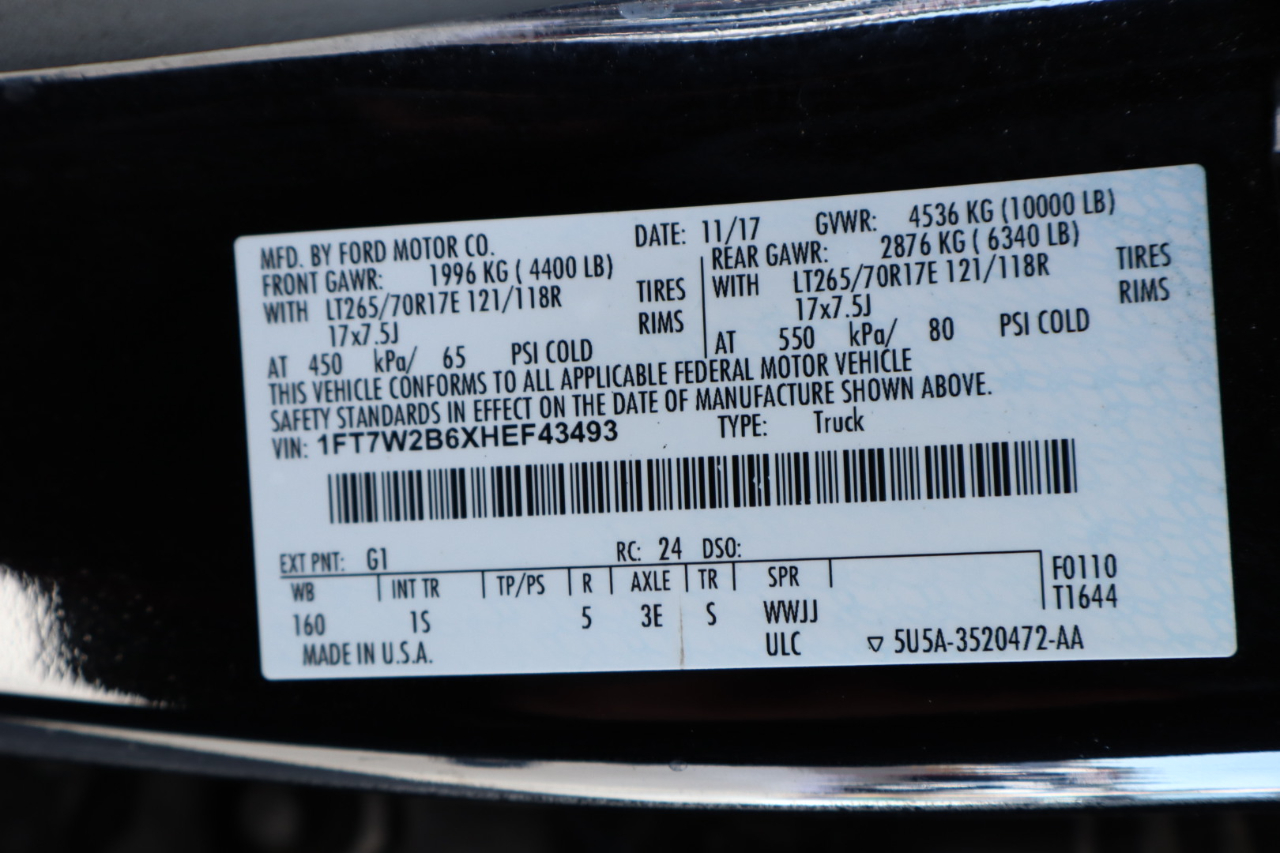 MFD. BY FORD MOTOR CO. DATE: 11/17 GVWR: 4536 KG (10000 LB)
FRONT GAWR: 1996 KG ( 4400 LB) REAR GAWR: 2876 KG ( 6340 LB)
WITH LT265/70R17E 121/118R TIRES WITH LT265/70R17E 121/118R TIRES
17x7.5J RIMS 17x7.5J RIMS
AT 450 kPa/ 65 PSI COLD AT 550 kPa/ 80 PSI COLD
THIS VEHICLE CONFORMS TO ALL APPLICABLE FEDERAL MOTOR VEHICLE
SAFETY STANDARDS IN EFFECT ON THE DATE OF MANUFACTURE SHOWN ABOVE.
VIN: 1FT7W2B6XHEF43493 TYPE: Truck
EXT PNT: G1 RC: 24 DSO:
WB INT TR TP/PS R AXLE TR SPR F0110
160 1S 5 3E S WWJJ T1644
MADE IN U.S.A. ULC 5U5A-3520472-AA